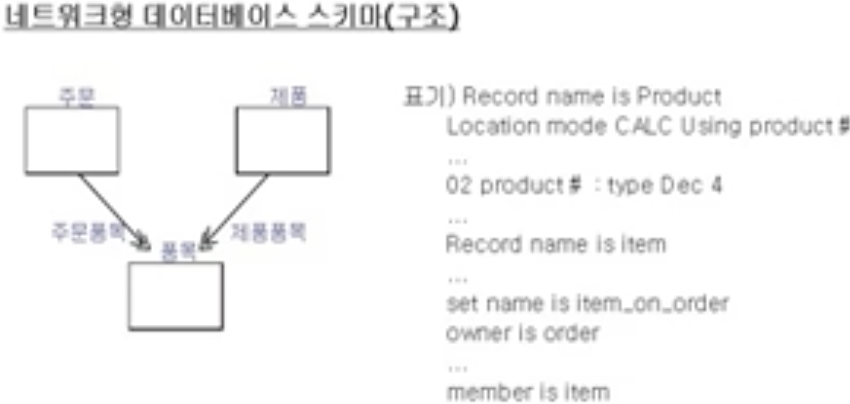 네트워크형 데이터베이스 스키마(구조)
주문
제품
주문품목
제품품목
품목
표기) Record name is Product
Location mode CALC Using product #
...
02 product # : type Dec 4
...
Record name is item
...
set name is item_on_order
owner is order
...
member is item